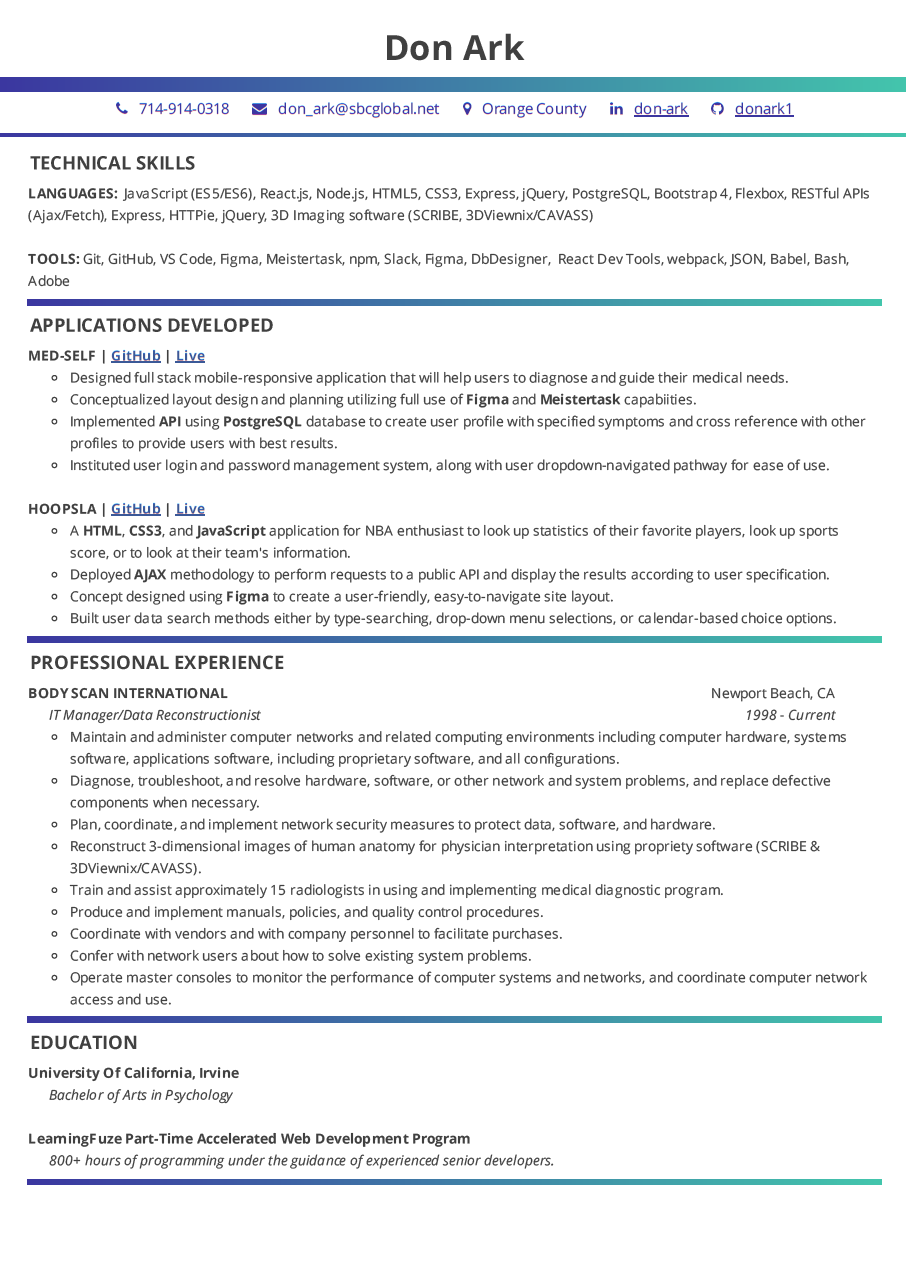 Don Ark
714-914-0318 don_ark@sbcglobal.net Orange County don-ark donark1
TECHNICAL SKILLS
LANGUAGES: JavaScript (ES5/ES6), React.js, Node.js, HTML5, CSS3, Express, jQuery, PostgreSQL, Bootstrap 4, Flexbox, RESTful APIs
(Ajax/Fetch), Express, HTTPie, jQuery, 3D Imaging software (SCRIBE, 3DViewnix/CAVASS)
TOOLS: Git, GitHub, VS Code, Figma, Meistertask, npm, Slack, Figma, DbDesigner, React Dev Tools, webpack, JSON, Babel, Bash,
Adobe
APPLICATIONS DEVELOPED
MED-SELF | GitHub | Live
Designed full stack mobile-responsive application that will help users to diagnose and guide their medical needs.
Conceptualized layout design and planning utilizing full use of Figma and Meistertask capabiities.
Implemented API using PostgreSQL database to create user profile with specified symptoms and cross reference with other
profiles to provide users with best results.
Instituted user login and password management system, along with user dropdown-navigated pathway for ease of use.
HOOPSLA | GitHub | Live
A HTML, CSS3, and JavaScript application for NBA enthusiast to look up statistics of their favorite players, look up sports
score, or to look at their team's information.
Deployed AJAX methodology to perform requests to a public API and display the results according to user specification.
Concept designed using Figma to create a user-friendly, easy-to-navigate site layout.
Built user data search methods either by type-searching, drop-down menu selections, or calendar-based choice options.
PROFESSIONAL EXPERIENCE
BODY SCAN INTERNATIONAL Newport Beach, CA
IT Manager/Data Reconstructionist 1998 - Current
Maintain and administer computer networks and related computing environments including computer hardware, systems
software, applications software, including proprietary software, and all configurations.
Diagnose, troubleshoot, and resolve hardware, software, or other network and system problems, and replace defective
components when necessary.
Plan, coordinate, and implement network security measures to protect data, software, and hardware.
Reconstruct 3-dimensional images of human anatomy for physician interpretation using propriety software (SCRIBE &
3DViewnix/CAVASS).
Train and assist approximately 15 radiologists in using and implementing medical diagnostic program.
Produce and implement manuals, policies, and quality control procedures.
Coordinate with vendors and with company personnel to facilitate purchases.
Confer with network users about how to solve existing system problems.
Operate master consoles to monitor the performance of computer systems and networks, and coordinate computer network
access and use.
EDUCATION
University Of California, Irvine
Bachelor of Arts in Psychology
LearningFuze Part-Time Accelerated Web Development Program
800+ hours of programming under the guidance of experienced senior developers.